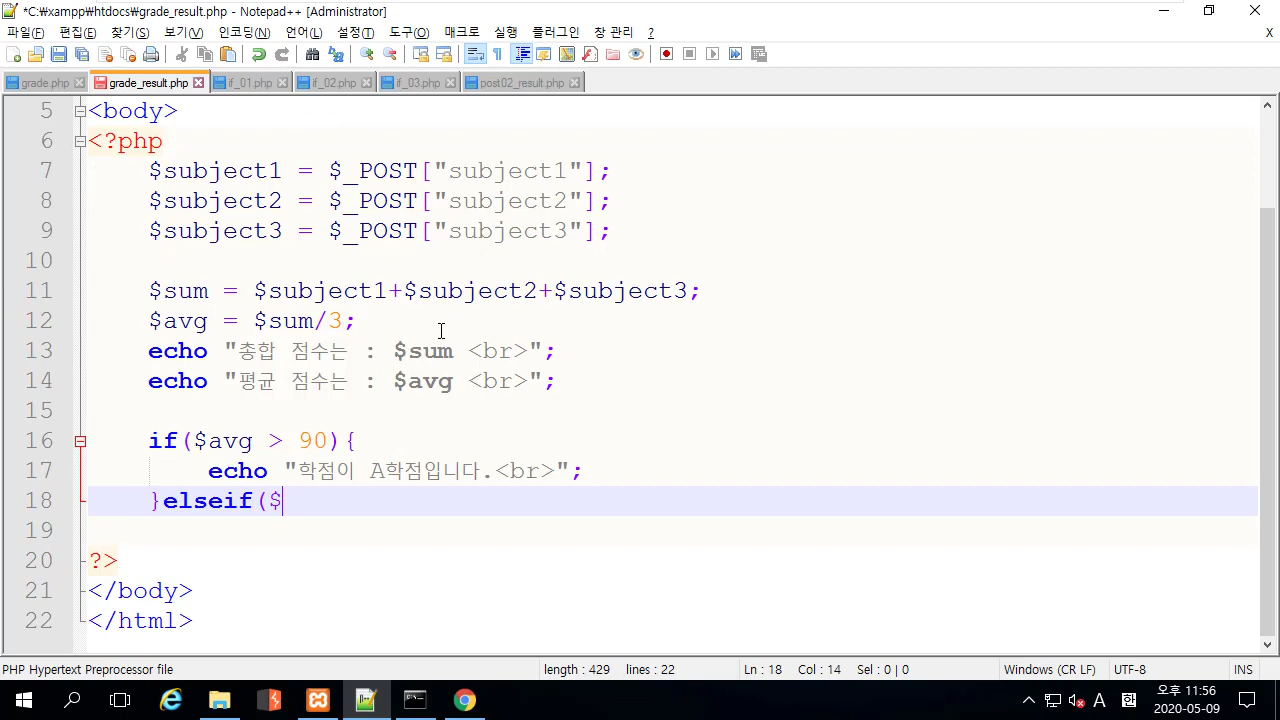 *C:₩xampp₩htdocs₩grade_result.php - Notepad++ [Administrator]
파일(F) 편집(E) 찾기(S) 보기(V) 인코딩(N) 언어(L) 설정(T) 도구(O) 매크로 실행 플러그인 창 관리 ? X
grade.php grade_result.php if_01.php if_02.php if_03.php post02_result.php
5 <body>
6 <?php
7 $subject1 = $_POST["subject1"];
8 $subject2 = $_POST["subject2"];
9 $subject3 = $_POST["subject3"];
10
11 $sum = $subject1+$subject2+$subject3;
12 $avg = $sum/3;
13 echo "총합 점수는 : $sum <br>";
14 echo "평균 점수는 : $avg <br>";
15
16 if($avg > 90){
17 echo "학점이 A학점입니다.<br>";
18 }elseif($
19
20 ?>
21 </body>
22 </html>
PHP Hypertext Preprocessor file length : 429 lines : 22 Ln : 18 Col : 14 Sel : 0 | 0 Windows (CR LF) UTF-8 INS
A 한 오후 11:56
2020-05-09